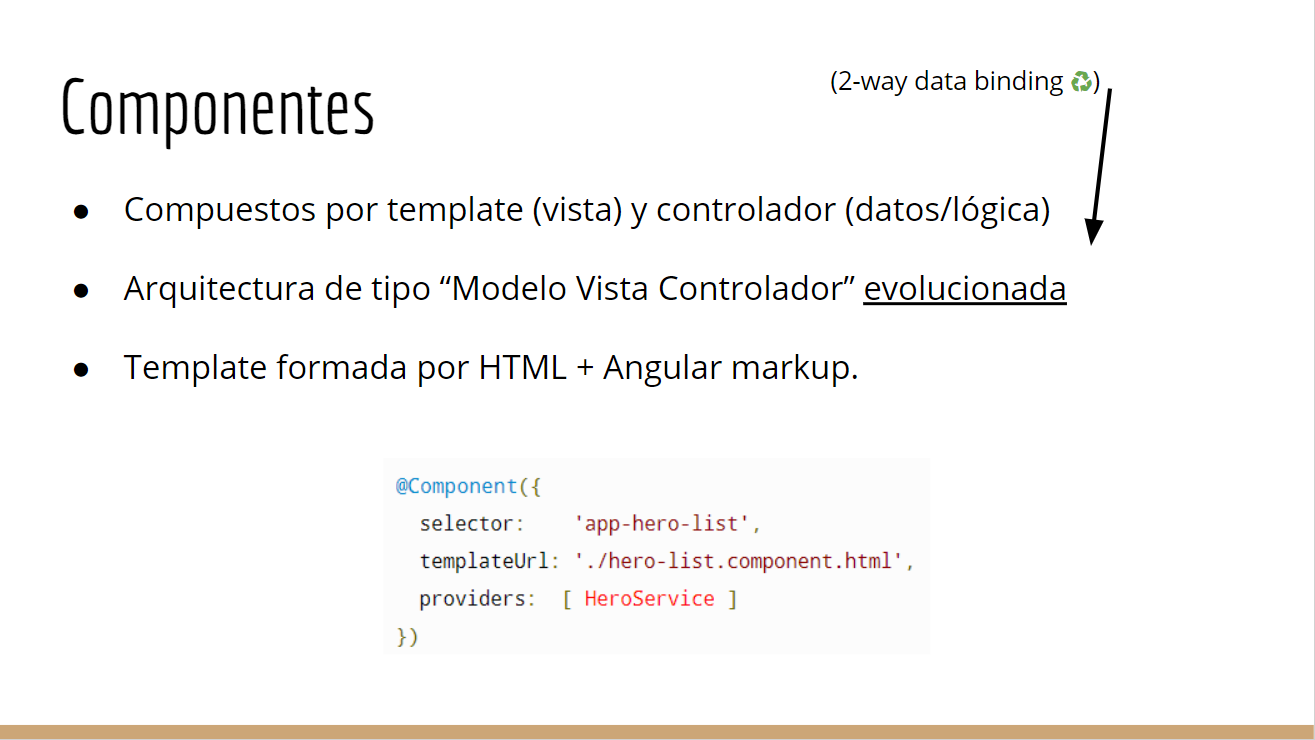 (2-way data binding ♻)
Componentes
● Compuestos por template (vista) y controlador (datos/lógica)
● Arquitectura de tipo “Modelo Vista Controlador” evolucionada
● Template formada por HTML + Angular markup.
@Component({
  selector:    'app-hero-list',
  templateUrl: './hero-list.component.html',
  providers:  [ HeroService ]
})